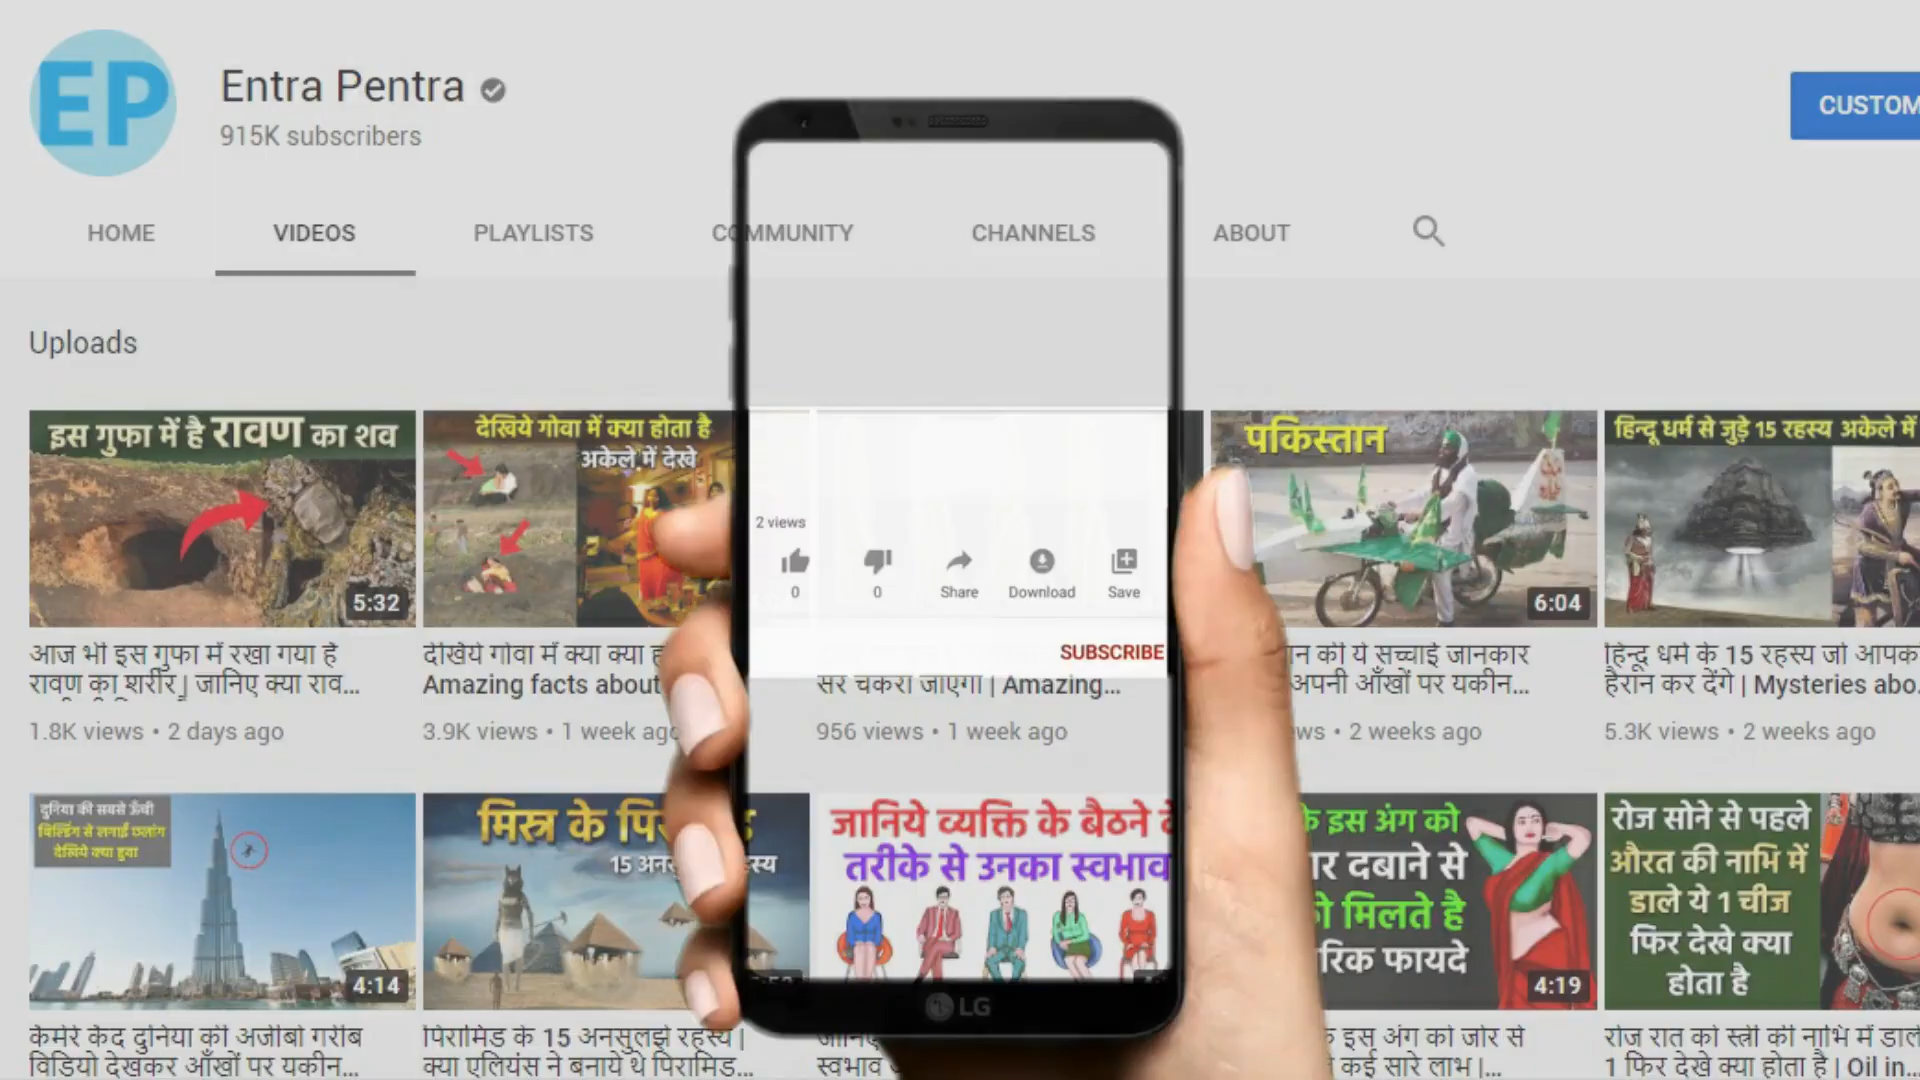 EP
Entra Pentra
915K subscribers
CUSTOM
HOME
VIDEOS
PLAYLISTS
COMMUNITY
CHANNELS
ABOUT
Uploads
इस गुफा में है रावण का शव
5:32
आज भी इस गुफा में रखा गया है
रावण का शरीर | जानिए क्या राव...
1.8K views • 2 days ago
देखिये गोवा में क्या होता है
अकेले में देखे
देखिये गोवा में क्या क्या
Amazing facts about
3.9K views • 1 week ago
2 views
0
0
Share
Download
Save
SUBSCRIBE
सर चकरा जाएगा | Amazing...
956 views • 1 week ago
पकिस्तान
6:04
की ये सच्चाई जानकार
अपनी आँखों पर यकीन...
• 2 weeks ago
हिन्दू धर्म से जुड़े 15 रहस्य अकेले में
हिन्दू धर्म के 15 रहस्य जो आपको
हैरान कर देंगे | Mysteries abo
5.3K views • 2 weeks ago
दुनिया की सबसे ऊँची
बिल्डिंग से लगाई छलांग
देखिये क्या हुवा
4:14
कैमरे कैद दुनिया की अजीबो गरीब
विडियो देखकर आँखों पर यकीन...
मिस्र के
15
पिरामिड के 15 अनसुलझे रहस्य |
क्या एलियंस ने बनाये थे पिरामिड...
जानिये व्यक्ति के बैठने के
तरीके से उनका स्वभाव
LG
स्वभाव
के इस अंग को
दबाने से
मिलते है
फायदे
4:19
इस अंग को जोर से
कई सारे लाभ |...
रोज सोने से पहले
औरत की नाभि में
डाले ये 1 चीज
फिर देखे क्या
होता है
रोज रात को स्त्री की नाभि में डाले
1 फिर देखे क्या होता है | Oil in...